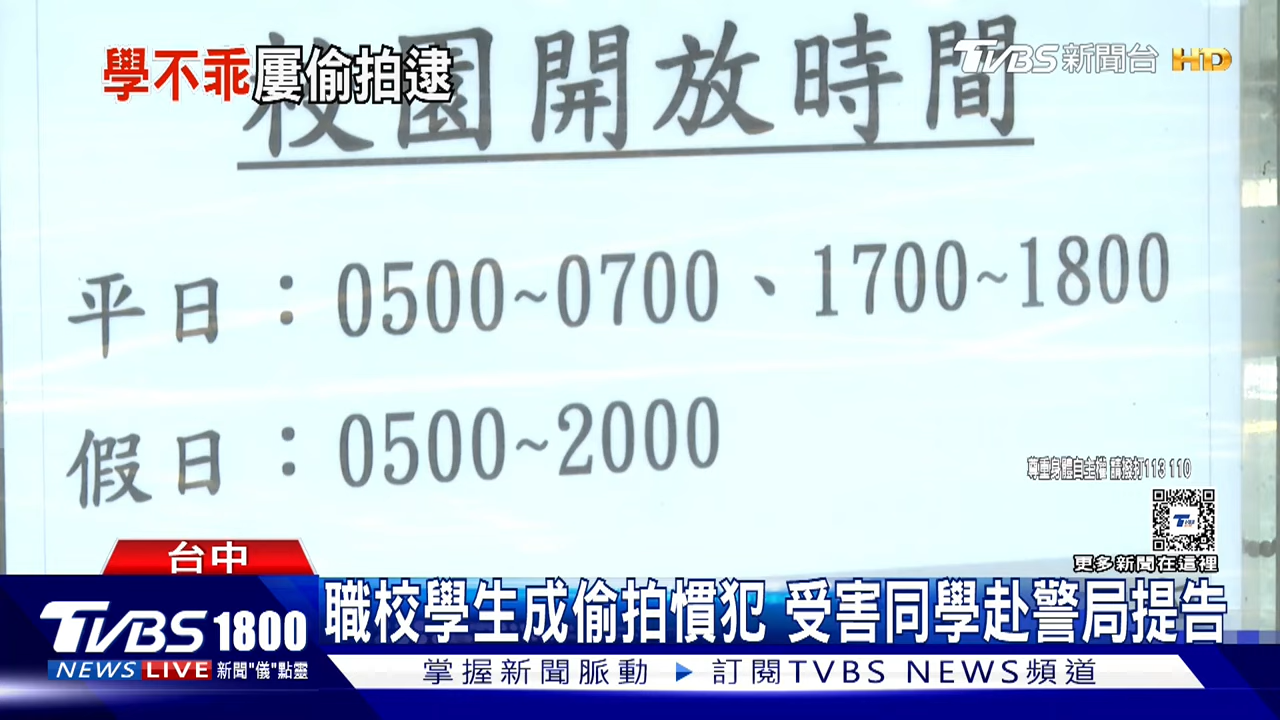 學不乖屢偷拍逮
TVBS新聞台 HD
校園開放時間
平日：0500~0700、1700~1800
假日：0500~2000
尊重身體自主權 請撥打113 110
TVBS
更多新聞在這裡
台中
職校學生成偷拍慣犯 受害同學赴警局提告
TVBS 1800
NEWS LIVE 新聞"儀"點靈
掌握新聞脈動 ▶ 訂閱TVBS NEWS頻道